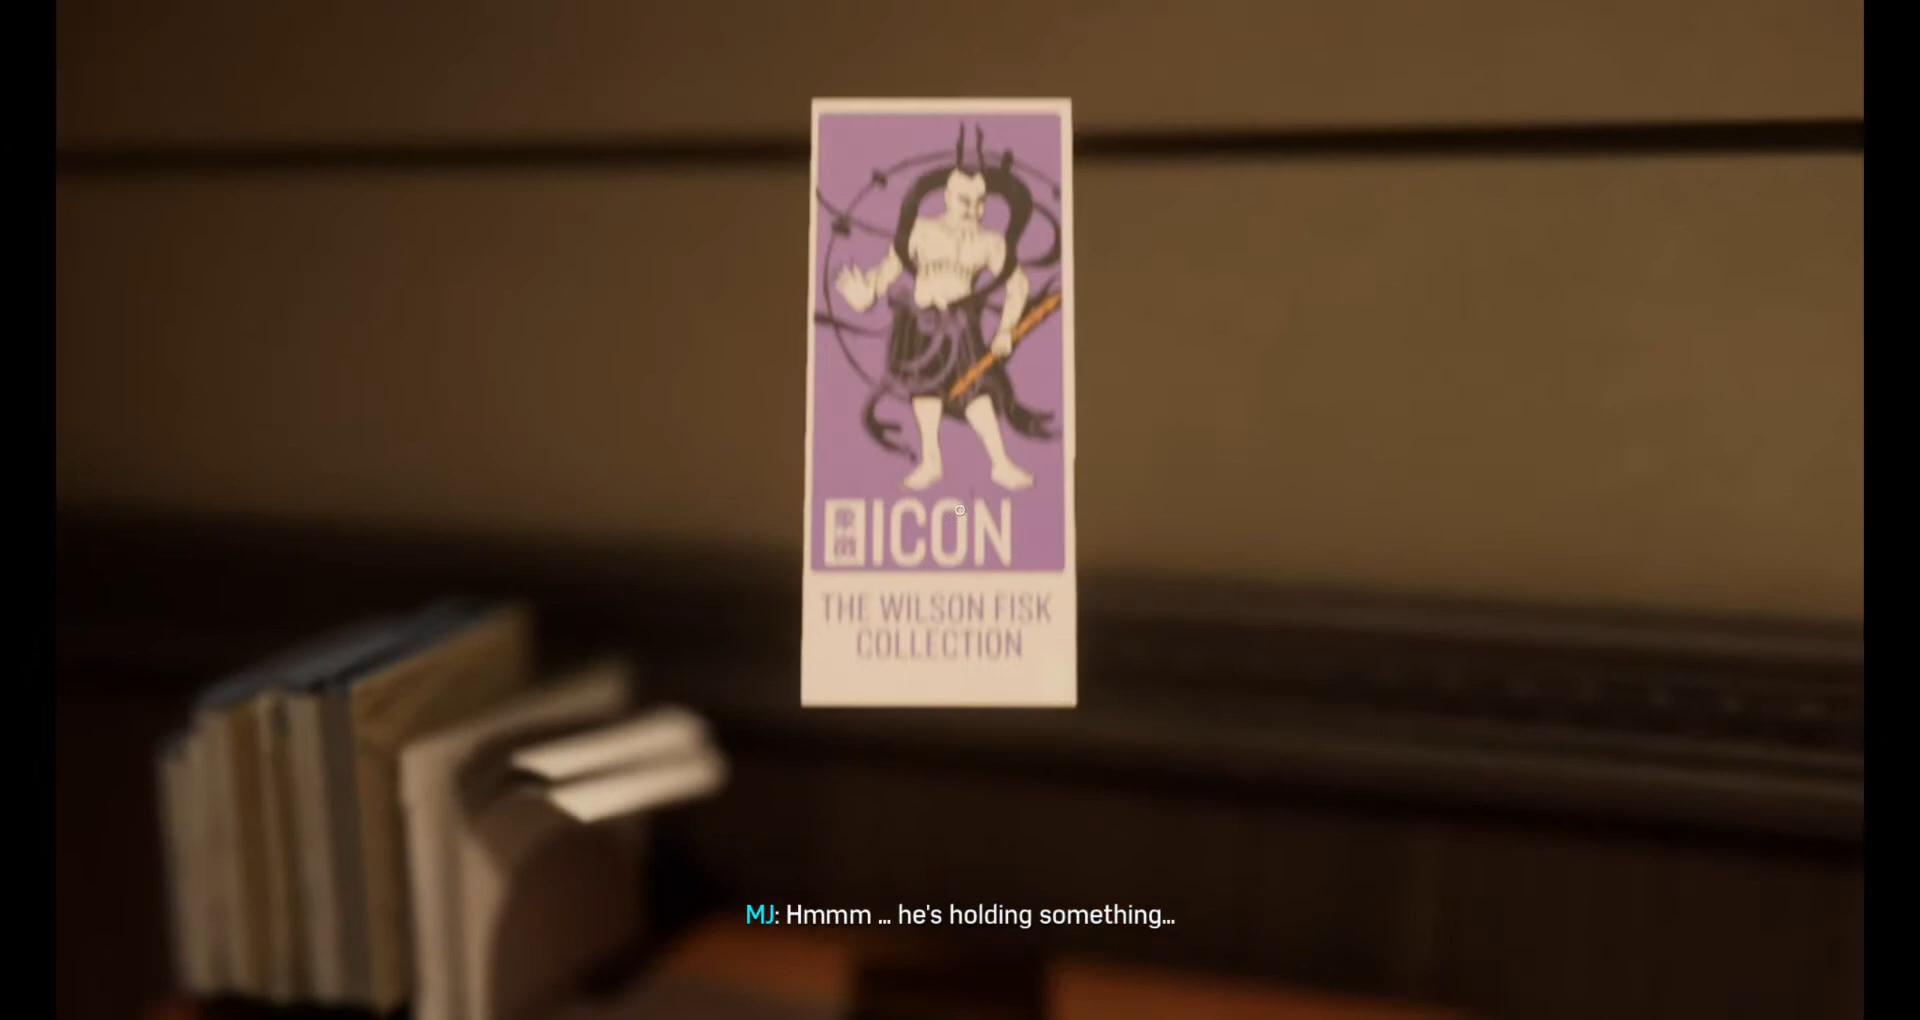 ICON
THE WILSON FISK
COLLECTION
MJ: Hmmm ... he's holding something...